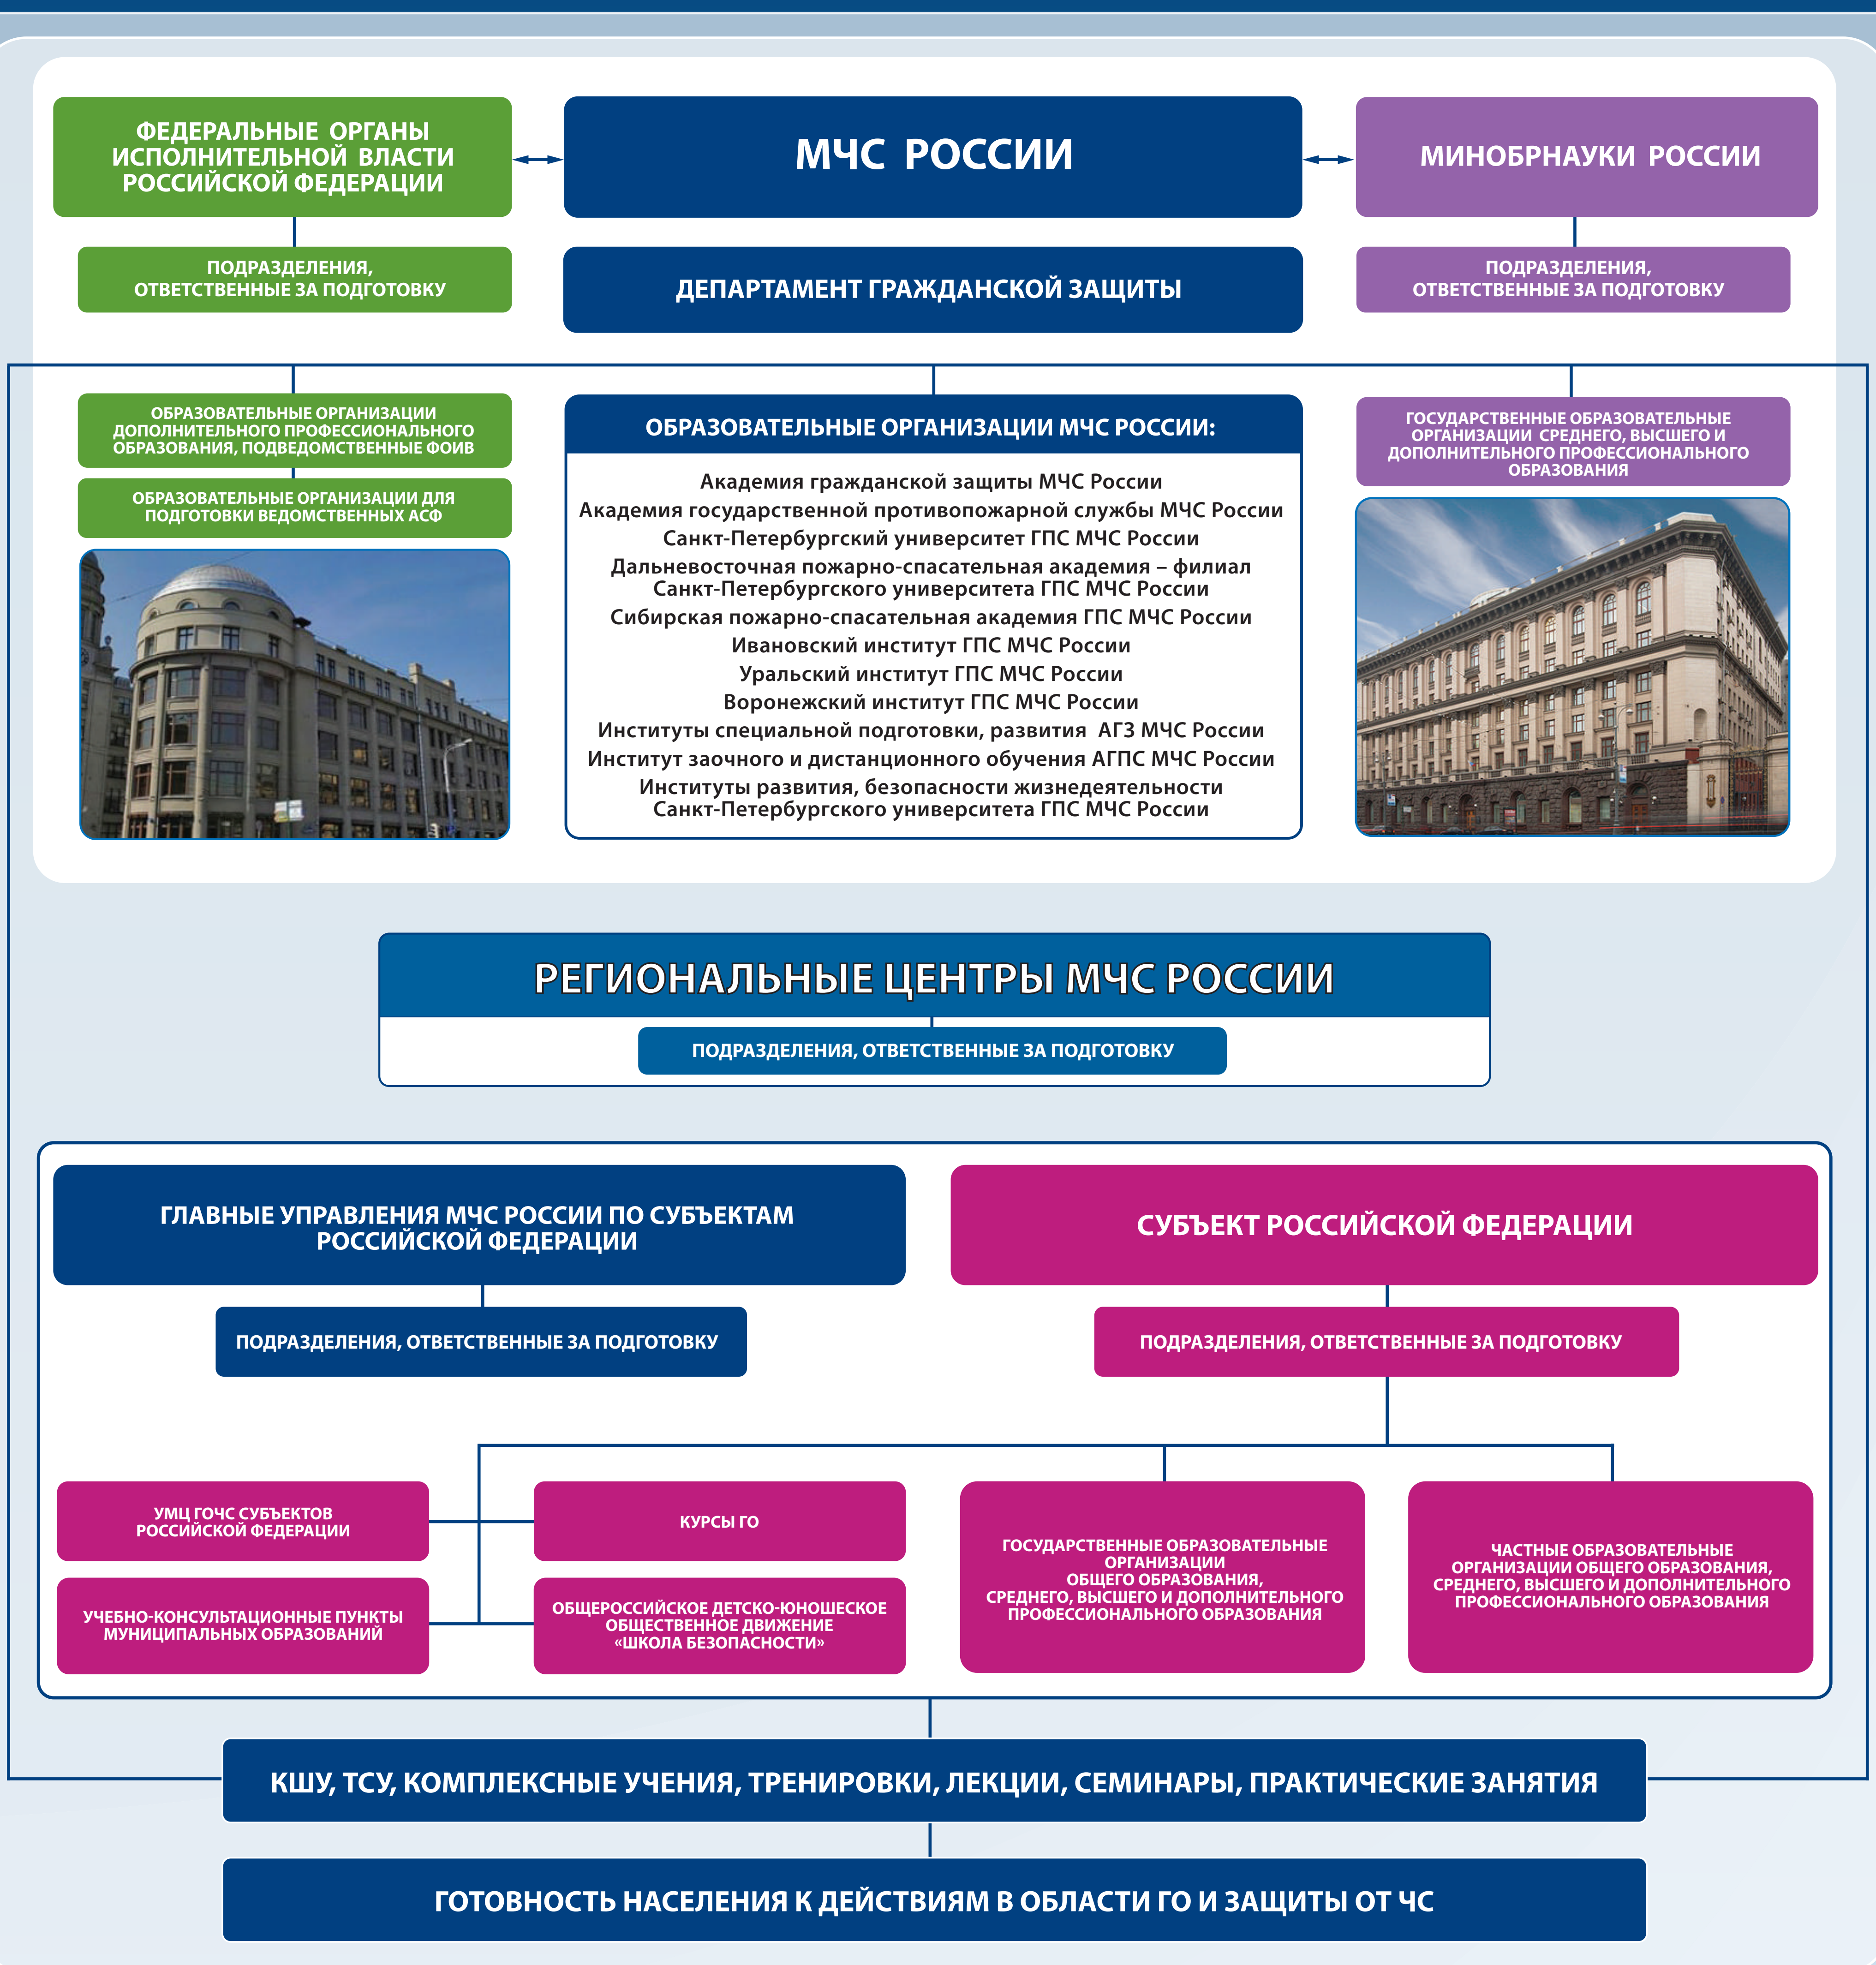 ФЕДЕРАЛЬНЫЕ ОРГАНЫ
ИСПОЛНИТЕЛЬНОЙ ВЛАСТИ
РОССИЙСКОЙ ФЕДЕРАЦИИ
МЧС РОССИИ
МИНОБРНАУКИ РОССИИ
ПОДРАЗДЕЛЕНИЯ,
ОТВЕТСТВЕННЫЕ ЗА ПОДГОТОВКУ
ДЕПАРТАМЕНТ ГРАЖДАНСКОЙ ЗАЩИТЫ
ПОДРАЗДЕЛЕНИЯ,
ОТВЕТСТВЕННЫЕ ЗА ПОДГОТОВКУ
ОБРАЗОВАТЕЛЬНЫЕ ОРГАНИЗАЦИИ
ДОПОЛНИТЕЛЬНОГО ПРОФЕССИОНАЛЬНОГО
ОБРАЗОВАНИЯ, ПОДВЕДОМСТВЕННЫЕ ФОИВ
ОБРАЗОВАТЕЛЬНЫЕ ОРГАНИЗАЦИИ ДЛЯ
ПОДГОТОВКИ ВЕДОМСТВЕННЫХ АСФ
ОБРАЗОВАТЕЛЬНЫЕ ОРГАНИЗАЦИИ МЧС РОССИИ:
Академия гражданской защиты МЧС России
Академия государственной противопожарной службы МЧС России
Санкт-Петербургский университет ГПС МЧС России
Дальневосточная пожарно-спасательная академия – филиал
Санкт-Петербургского университета ГПС МЧС России
Сибирская пожарно-спасательная академия ГПС МЧС России
Ивановский институт ГПС МЧС России
Уральский институт ГПС МЧС России
Воронежский институт ГПС МЧС России
Институты специальной подготовки, развития АГЗ МЧС России
Институт заочного и дистанционного обучения АГПС МЧС России
Институты развития, безопасности жизнедеятельности
Санкт-Петербургского университета ГПС МЧС России
ГОСУДАРСТВЕННЫЕ ОБРАЗОВАТЕЛЬНЫЕ
ОРГАНИЗАЦИИ СРЕДНЕГО, ВЫСШЕГО И
ДОПОЛНИТЕЛЬНОГО ПРОФЕССИОНАЛЬНОГО
ОБРАЗОВАНИЯ
РЕГИОНАЛЬНЫЕ ЦЕНТРЫ МЧС РОССИИ
ПОДРАЗДЕЛЕНИЯ, ОТВЕТСТВЕННЫЕ ЗА ПОДГОТОВКУ
ГЛАВНЫЕ УПРАВЛЕНИЯ МЧС РОССИИ ПО СУБЪЕКТАМ
РОССИЙСКОЙ ФЕДЕРАЦИИ
СУБЪЕКТ РОССИЙСКОЙ ФЕДЕРАЦИИ
ПОДРАЗДЕЛЕНИЯ, ОТВЕТСТВЕННЫЕ ЗА ПОДГОТОВКУ
ПОДРАЗДЕЛЕНИЯ, ОТВЕТСТВЕННЫЕ ЗА ПОДГОТОВКУ
УМЦ ГОЧС СУБЪЕКТОВ
РОССИЙСКОЙ ФЕДЕРАЦИИ
КУРСЫ ГО
УЧЕБНО-КОНСУЛЬТАЦИОННЫЕ ПУНКТЫ
МУНИЦИПАЛЬНЫХ ОБРАЗОВАНИЙ
ОБЩЕРОССИЙСКОЕ ДЕТСКО-ЮНОШЕСКОЕ
ОБЩЕСТВЕННОЕ ДВИЖЕНИЕ
«ШКОЛА БЕЗОПАСНОСТИ»
ГОСУДАРСТВЕННЫЕ ОБРАЗОВАТЕЛЬНЫЕ
ОРГАНИЗАЦИИ
ОБЩЕГО ОБРАЗОВАНИЯ,
СРЕДНЕГО, ВЫСШЕГО И ДОПОЛНИТЕЛЬНОГО
ПРОФЕССИОНАЛЬНОГО ОБРАЗОВАНИЯ
ЧАСТНЫЕ ОБРАЗОВАТЕЛЬНЫЕ
ОРГАНИЗАЦИИ ОБЩЕГО ОБРАЗОВАНИЯ,
СРЕДНЕГО, ВЫСШЕГО И ДОПОЛНИТЕЛЬНОГО
ПРОФЕССИОНАЛЬНОГО ОБРАЗОВАНИЯ
КШУ, ТСУ, КОМПЛЕКСНЫЕ УЧЕНИЯ, ТРЕНИРОВКИ, ЛЕКЦИИ, СЕМИНАРЫ, ПРАКТИЧЕСКИЕ ЗАНЯТИЯ
ГОТОВНОСТЬ НАСЕЛЕНИЯ К ДЕЙСТВИЯМ В ОБЛАСТИ ГО И ЗАЩИТЫ ОТ ЧС